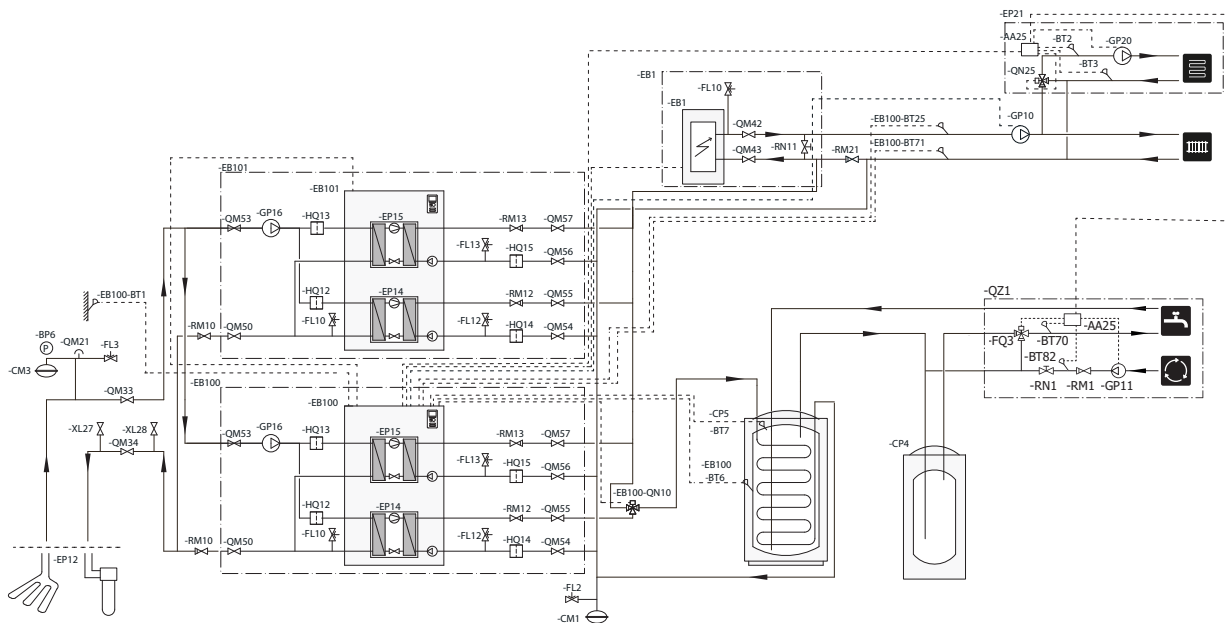 -EP21
-AA25
-BT2
-GP20
-BT3
-QN25
-EB1
-EB1
-FL10
-QM42
-QM43
-RN11
-RM21
-EB100-BT25
-EB100-BT71
-GP10
-EB101
-EB101
-QM53
-GP16
-HQ13
-EP15
-RM13
-QM57
-FL13
-HQ15
-QM56
-HQ12
-FL10
-EP14
-RM12
-QM55
-FL12
-HQ14
-QM54
-RM10
-QM50
-EB100-BT1
-BP6
P
-QM21
-FL3
-CM3
-QM33
-XL27
-XL28
-QM34
-EP12
-EB100
-EB100
-QM53
-GP16
-HQ13
-EP15
-RM13
-QM57
-FL13
-HQ15
-QM56
-HQ12
-FL10
-EP14
-RM12
-QM55
-FL12
-HQ14
-QM54
-RM10
-QM50
-EB100-QN10
-FL2
-CM1
-CP5
-BT7
-EB100
-BT6
-CP4
-QZ1
-AA25
-FQ3
-BT70
-BT82
-RN1
-RM1
-GP11